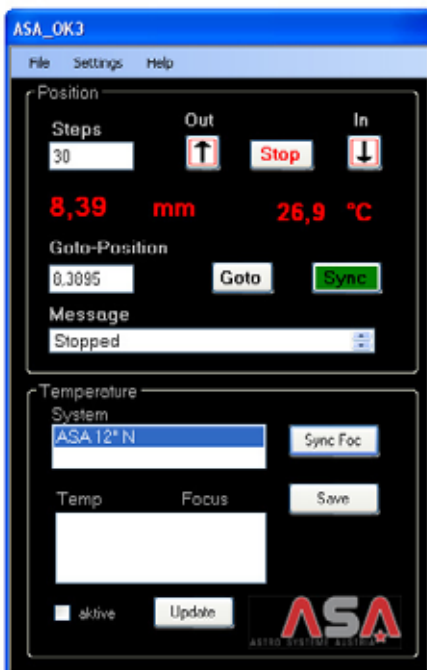 ASA_OK3
File Settings Help
Position
Steps Out In
30 Stop
8,39 mm 26,9 °C
Goto-Position
8.3895 Goto Sync
Message
Stopped
Temperature
System
ASA 12" N Sync Foc
Temp Focus Save
aktive Update
ASA
ASTRO SYSTEME AUSTRIA